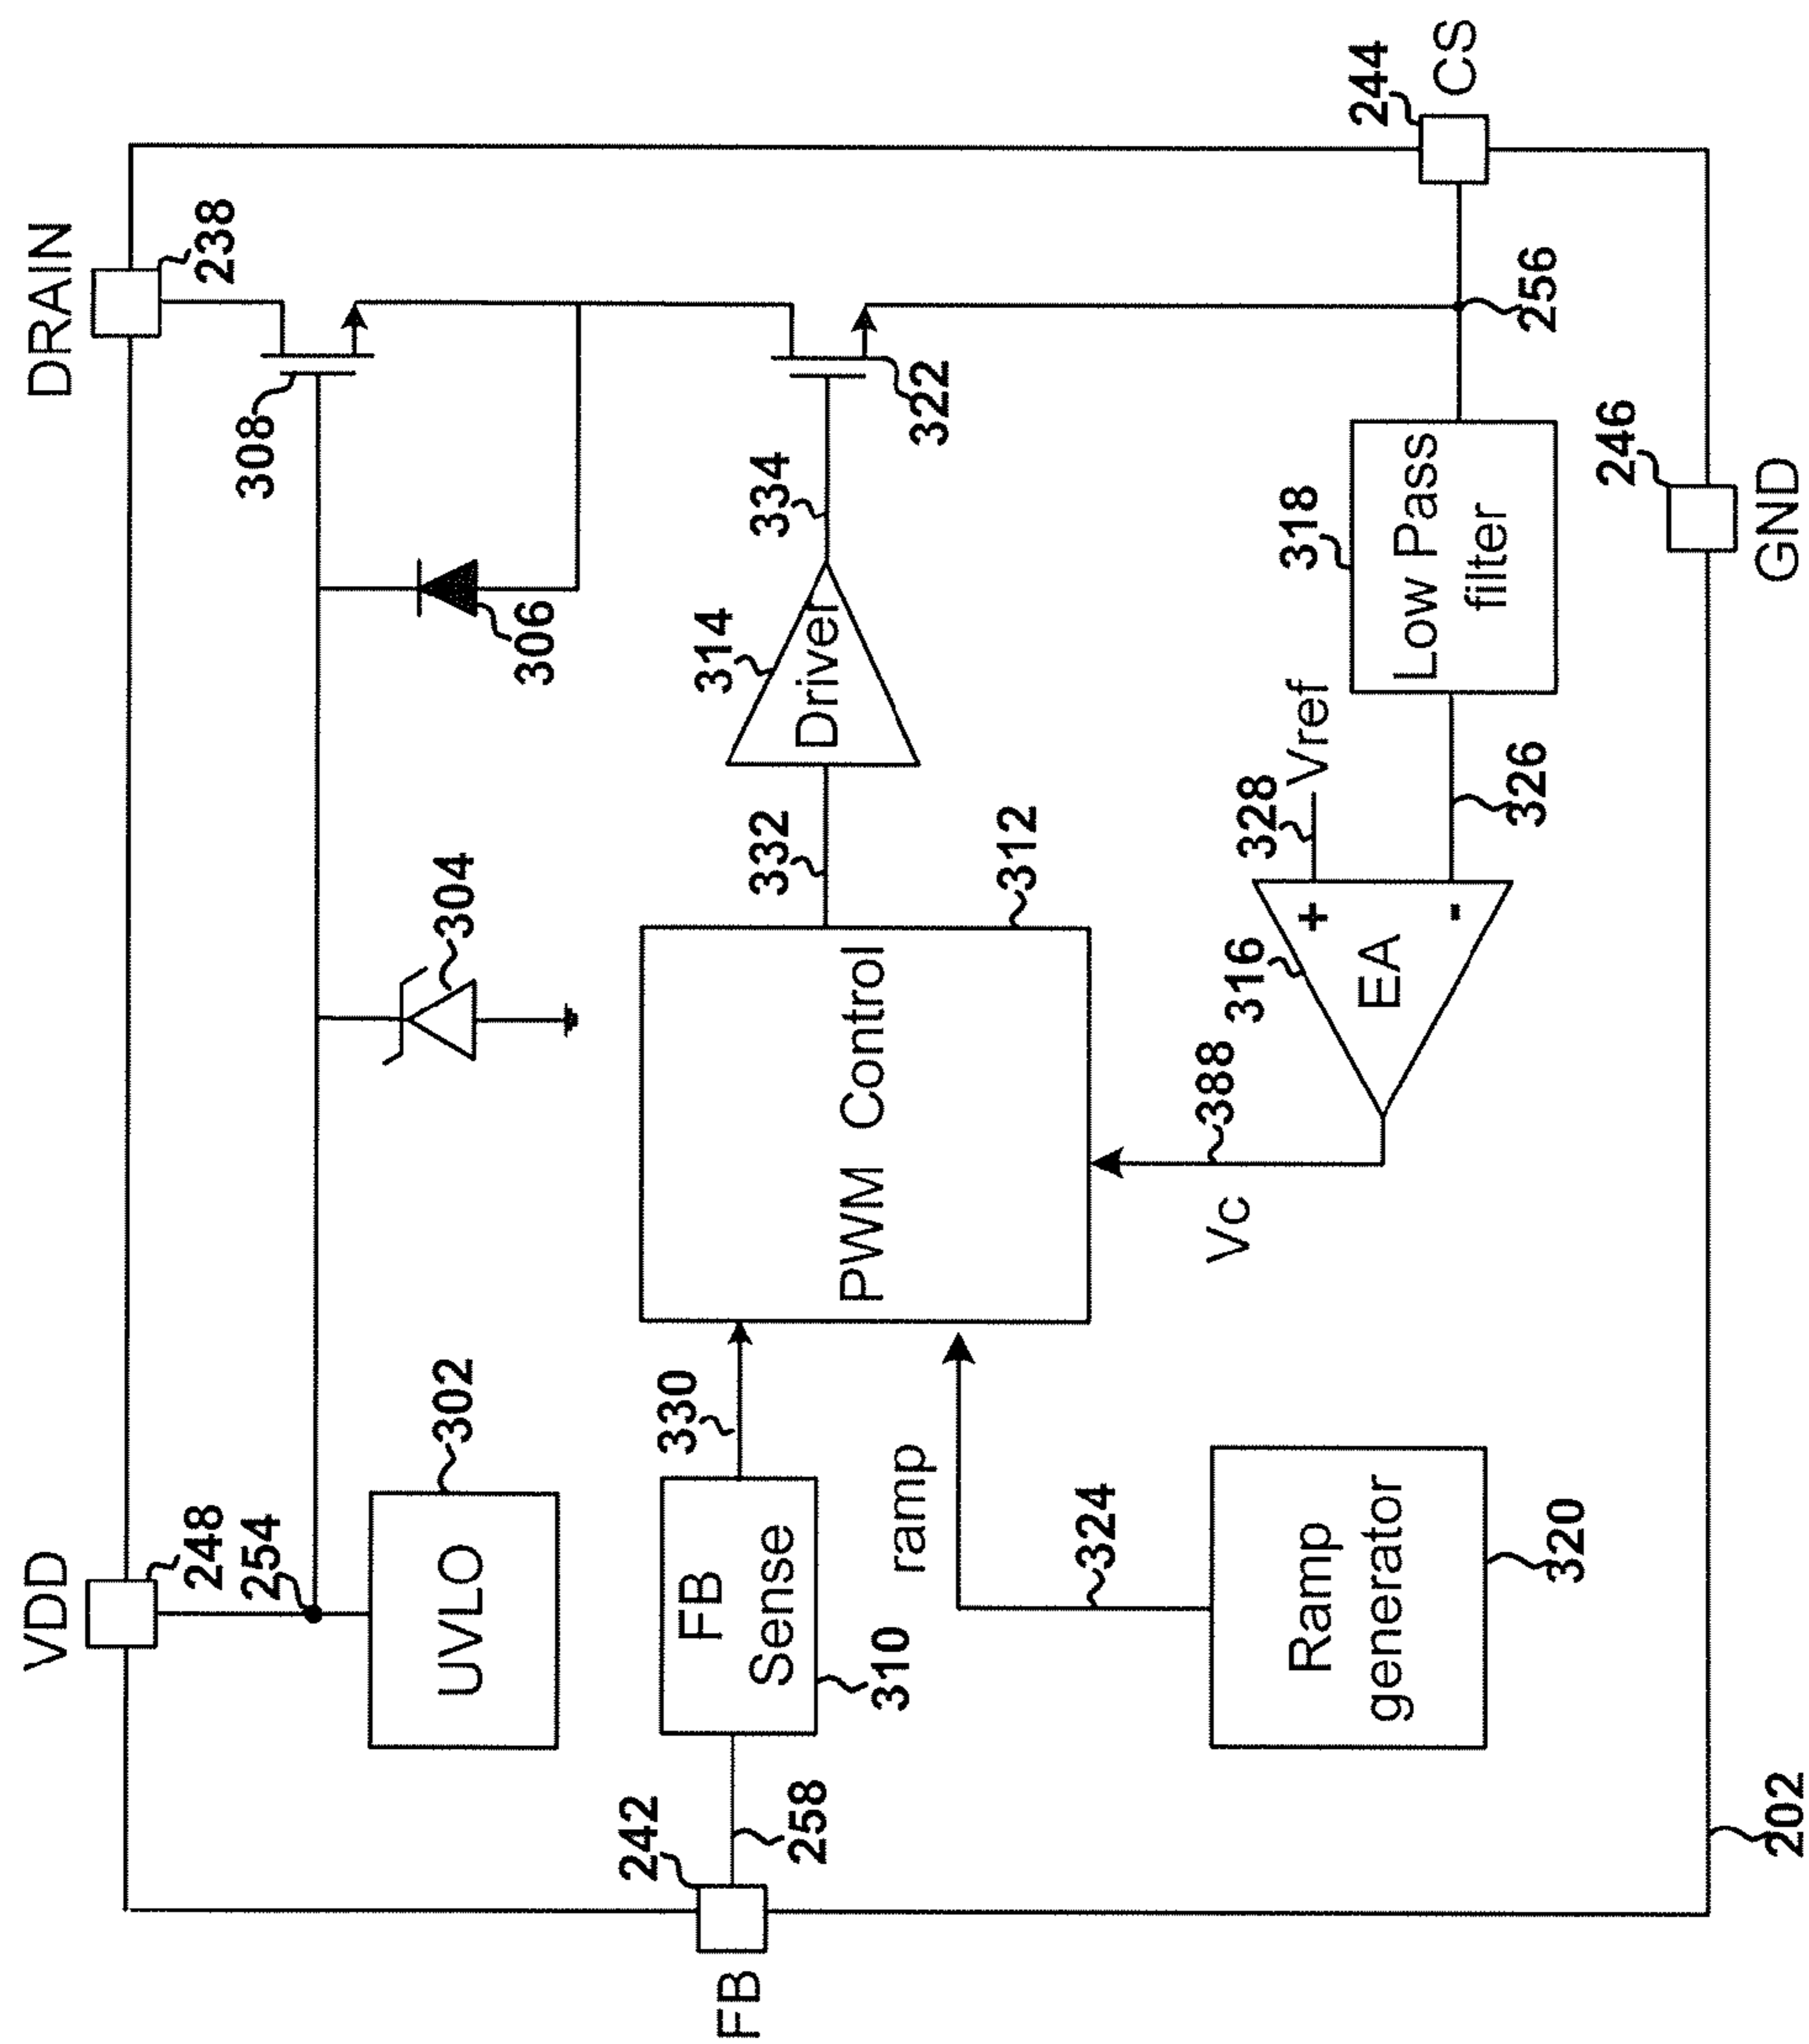 VDD
DRAIN
248
238
254
308
302
304
306
UVLO
FB
242
258
FB
Sense
310
330
PWM Control
312
332
314
Driver
334
322
ramp
324
Vc
388
316
EA
+
-
328
Vref
326
318
Low Pass
filter
256
244
CS
Ramp
generator
320
202
246
GND